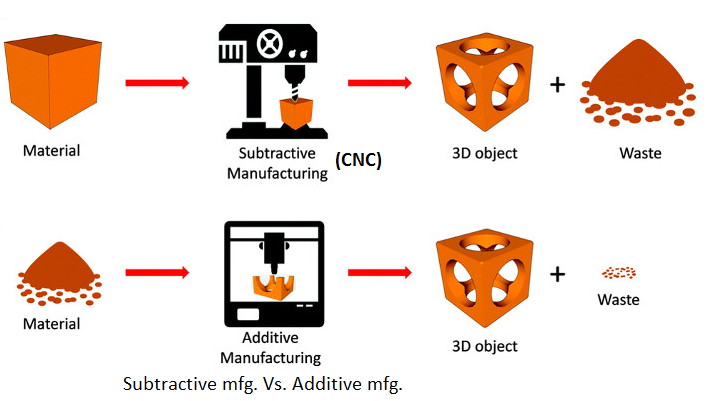 Material
Subtractive
Manufacturing
(CNC)
3D object
+
Waste
Material
Additive
Manufacturing
3D object
+
Waste
Subtractive mfg. Vs. Additive mfg.